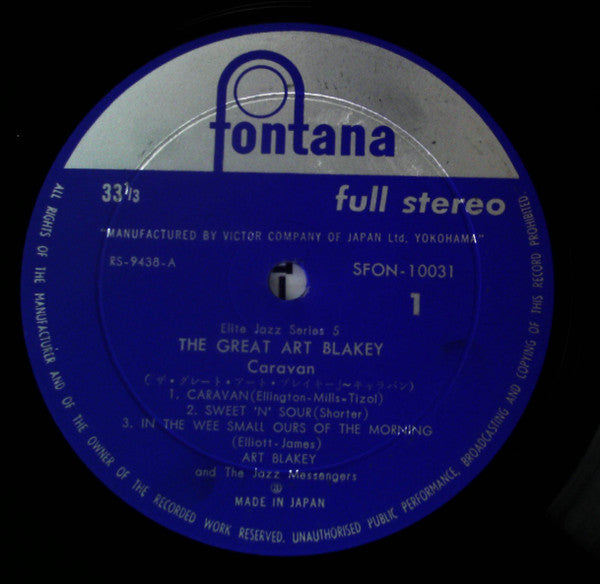 fontana
33 1/3
full stereo
"MANUFACTURED BY VICTOR COMPANY OF JAPAN Ltd. YOKOHAMA"
RS-9438-A
SFON-10031
1
Elite Jazz Series 5
THE GREAT ART BLAKEY
Caravan
(ザ・グレート・アート・ブレイキー/〜キャラバン)
1. CARAVAN(Ellington-Mills-Tizol)
2. SWEET 'N' SOUR(Shorter)
3. IN THE WEE SMALL OURS OF THE MORNING
(Elliott-James)
ART BLAKEY
and The Jazz Messengers
MADE IN JAPAN
ALL RIGHTS OF THE MANUFACTURER AND OF THE OWNER OF THE RECORDED WORK RESERVED. UNAUTHORISED PUBLIC PERFORMANCE, BROADCASTING AND COPYING OF THIS RECORD PROHIBITED.